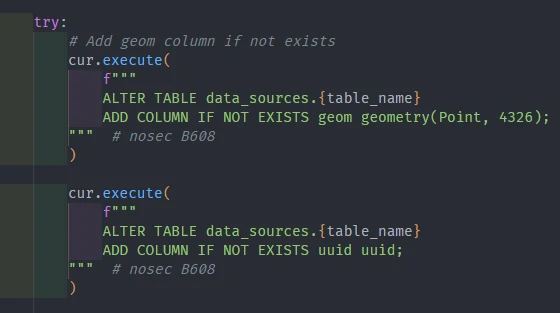 try:
# Add geom column if not exists
cur.execute(
f"""
ALTER TABLE data_sources.{table_name}
ADD COLUMN IF NOT EXISTS geom geometry(Point, 4326);
""" # nosec B608
)
cur.execute(
f"""
ALTER TABLE data_sources.{table_name}
ADD COLUMN IF NOT EXISTS uuid uuid;
""" # nosec B608
)